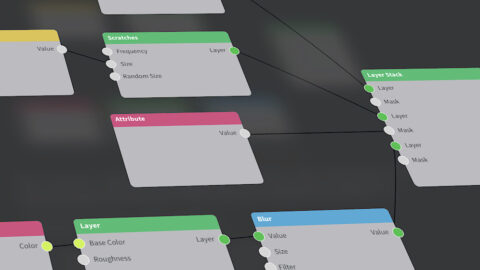 Value
Scratches
Frequency
Layer
Size
Random Size
Attribute
Value
Layer Stack
Layer
Mask
Layer
Mask
Layer
Mask
Color
Layer
Base Color
Layer
Roughness
Blur
Value
Value
Size
Filter